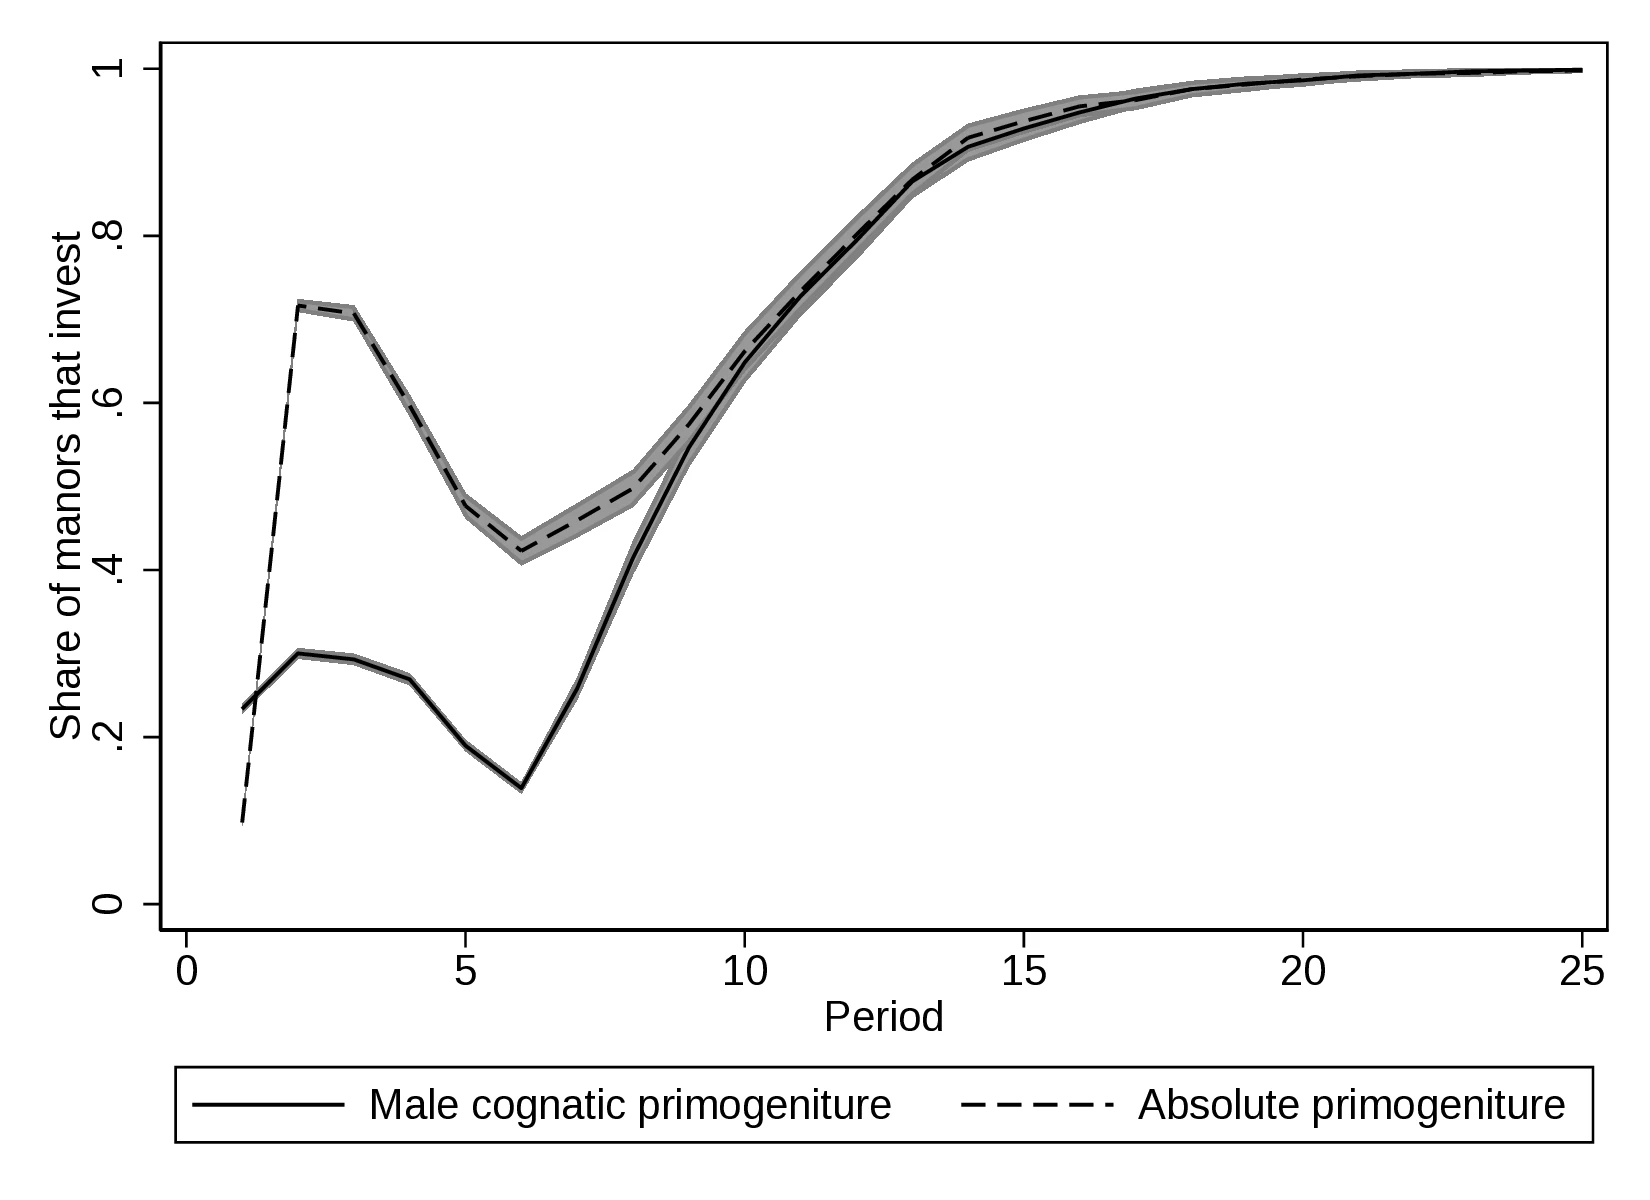 Share of manors that invest
1
.8
.6
.4
.2
0
0 5 10 15 20 25
Period
Male cognatic primogeniture Absolute primogeniture